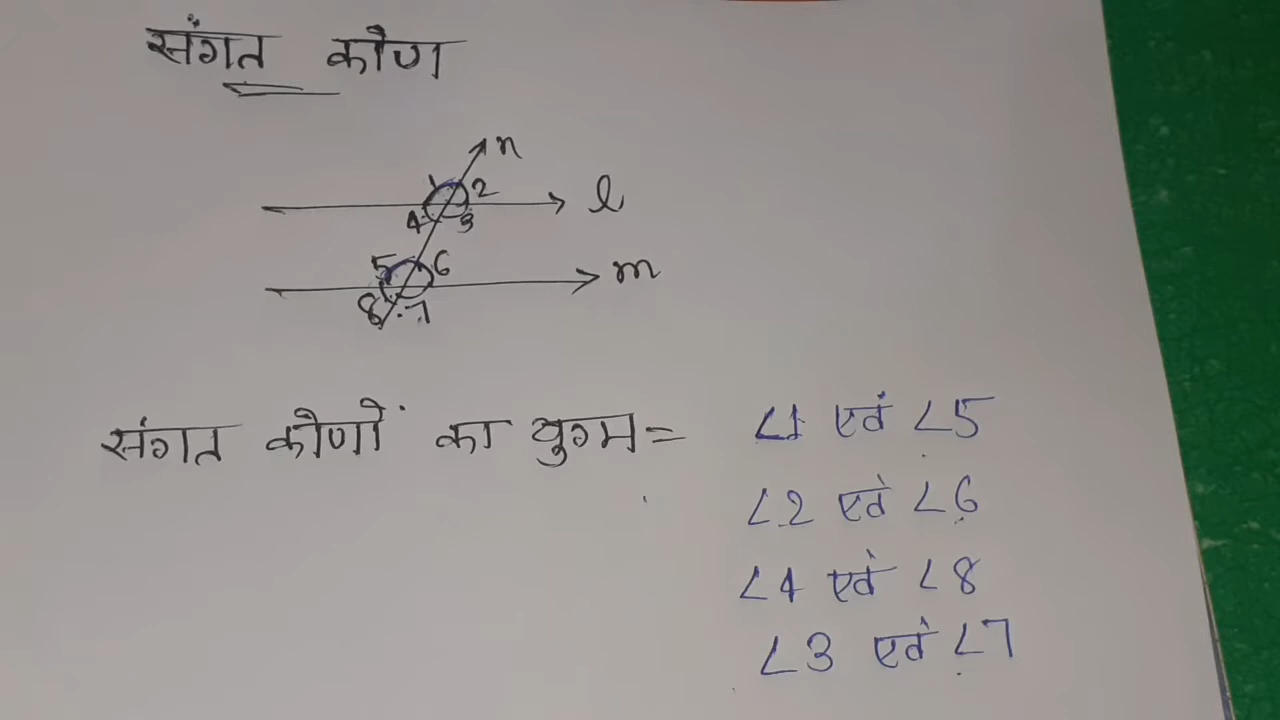 संगत कोण
n
1 2 l
4 3
5 6 m
8 7
संगत कोणों का युग्म = ∠1 एवं ∠5
∠2 एवं ∠6
∠4 एवं ∠8
∠3 एवं ∠7